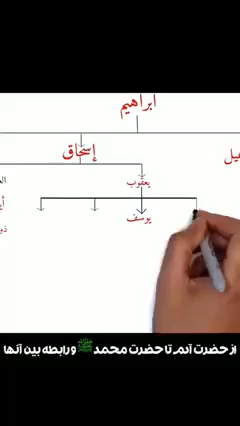 ابراهيم
إسحاق
يعقوب
يوسف
از حضرت آدم تا حضرت محمد ﷺ و رابطه بین آنها